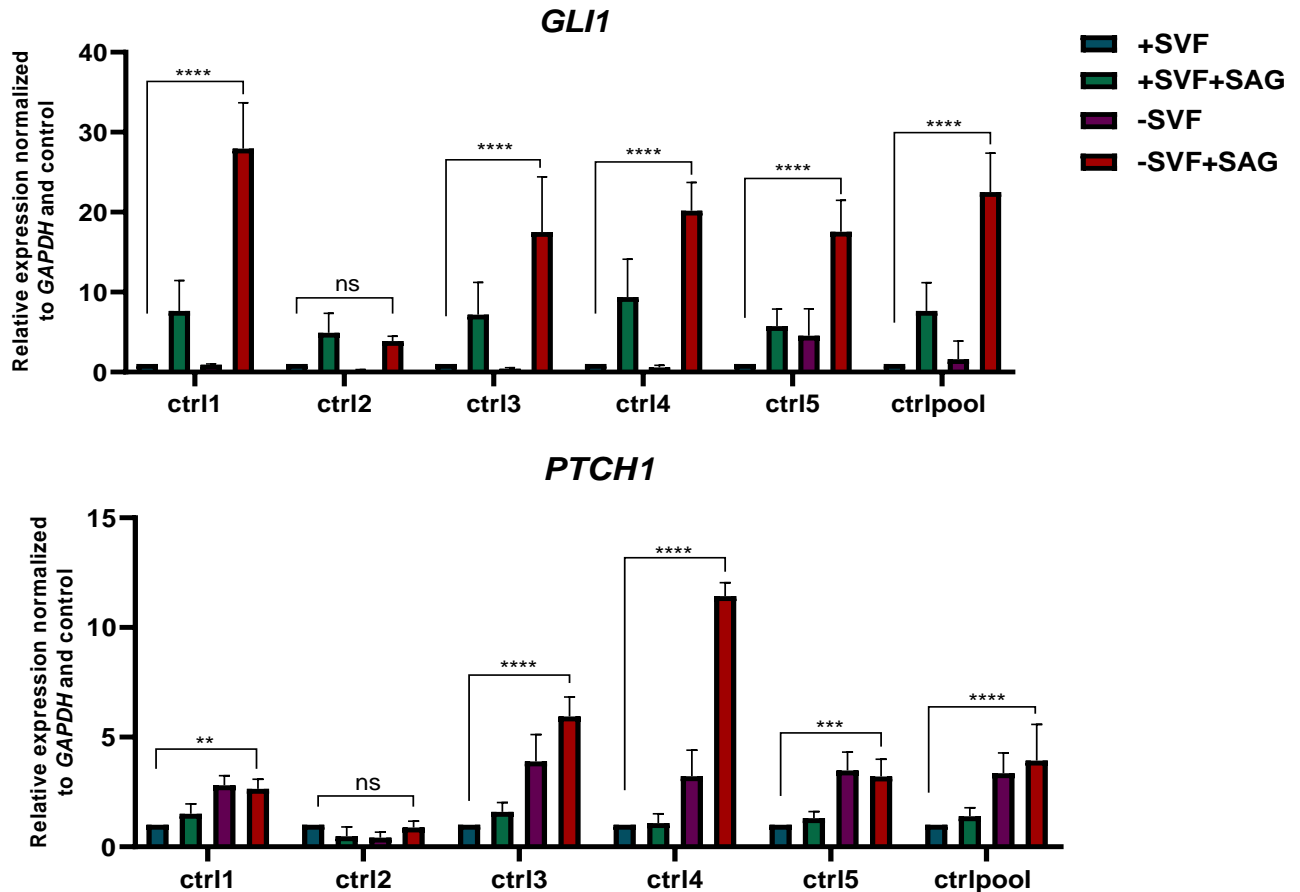 GLI1
Relative expression normalized
to GAPDH and control
40
30
20
10
0
****
ns
****
****
****
****
ctrl1 ctrl2 ctrl3 ctrl4 ctrl5 ctrlpool
+SVF
+SVF+SAG
-SVF
-SVF+SAG
PTCH1
Relative expression normalized
to GAPDH and control
15
10
5
0
**
ns
****
****
***
****
ctrl1 ctrl2 ctrl3 ctrl4 ctrl5 ctrlpool